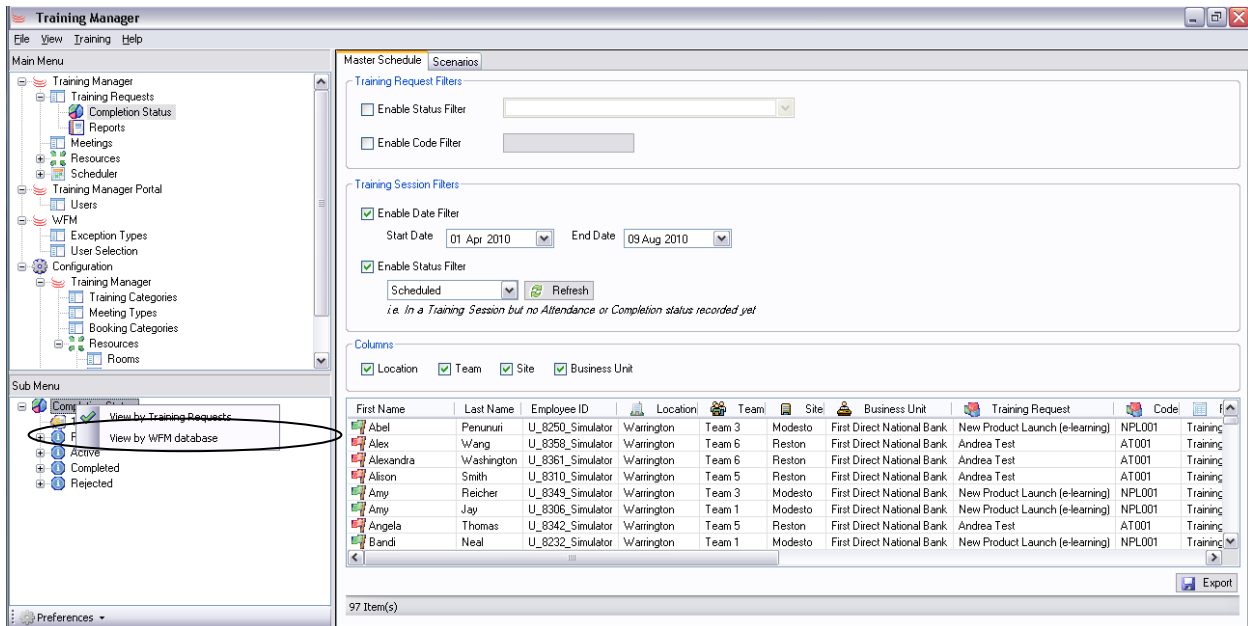 Training Manager
File View Training Help
Main Menu
Training Manager
Training Requests
Completion Status
Reports
Meetings
Resources
Scheduler
Training Manager Portal
Users
WFM
Exception Types
User Selection
Configuration
Training Manager
Training Categories
Meeting Types
Booking Categories
Resources
Rooms
Sub Menu
View by Training Requests
View by WFM database
Active
Completed
Rejected
Preferences
Master Schedule Scenarios
Training Request Filters
Enable Status Filter
Enable Code Filter
Training Session Filters
Enable Date Filter
Start Date 01 Apr 2010 End Date 09 Aug 2010
Enable Status Filter
Scheduled Refresh
i.e. In a Training Session but no Attendance or Completion status recorded yet
Columns
Location Team Site Business Unit
First Name Last Name Employee ID Location Team Site Business Unit Training Request Code
Abel Penunuri U_8250_Simulator Warrington Team 3 Modesto First Direct National Bank New Product Launch (e-learning) NPL001 Training
Alex Wang U_8358_Simulator Warrington Team 6 Reston First Direct National Bank Andrea Test AT001 Training
Alexandra Washington U_8361_Simulator Warrington Team 6 Reston First Direct National Bank Andrea Test AT001 Training
Alison Smith U_8310_Simulator Warrington Team 5 Reston First Direct National Bank Andrea Test AT001 Training
Amy Reicher U_8349_Simulator Warrington Team 3 Modesto First Direct National Bank New Product Launch (e-learning) NPL001 Training
Amy Jay U_8306_Simulator Warrington Team 1 Modesto First Direct National Bank New Product Launch (e-learning) NPL001 Training
Angela Thomas U_8342_Simulator Warrington Team 5 Reston First Direct National Bank Andrea Test AT001 Training
Bandi Neal U_8232_Simulator Warrington Team 1 Modesto First Direct National Bank New Product Launch (e-learning) NPL001 Training
Export
97 Item(s)